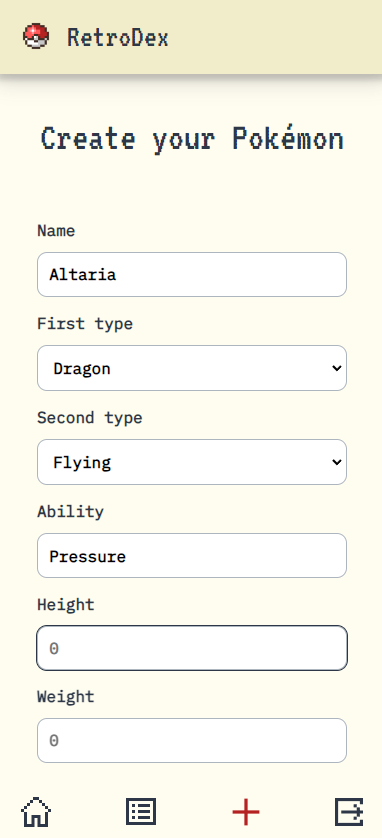 RetroDex
Create your Pokémon
Name
Altaria
First type
Dragon
Second type
Flying
Ability
Pressure
Height
0
Weight
0